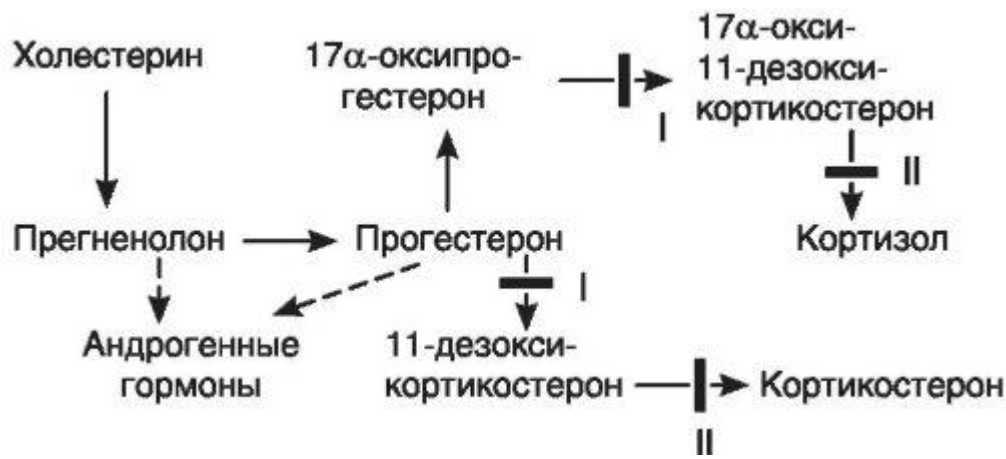 Холестерин
17α-оксипро-
гестерон
17α-окси-
11-дезокси-
кортикостерон
I
II
Прегненолон
Прогестерон
Кортизол
I
Андрогенные
гормоны
11-дезокси-
кортикостерон
Кортикостерон
II